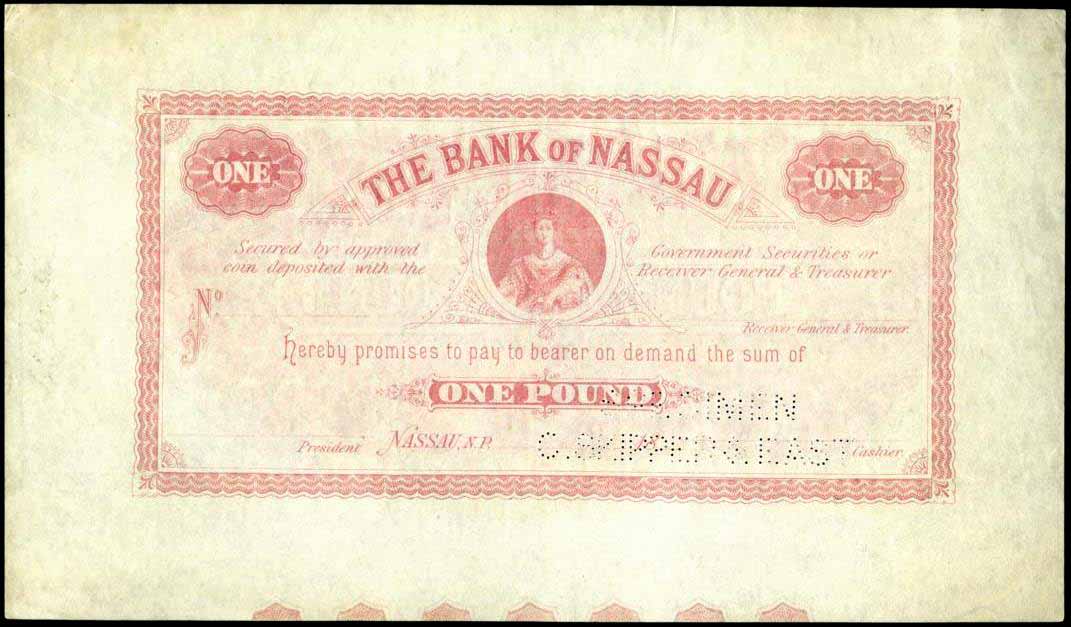 THE BANK OF NASSAU
ONE
ONE
Secured by approved Government Securities or
coin deposited with the Receiver General & Treasurer
No
Receiver General & Treasurer.
Hereby promises to pay to bearer on demand the sum of
ONE POUND
SPECIMEN
President NASSAU, N.P. 18 Cashier.
C. SKIPPER & EAST